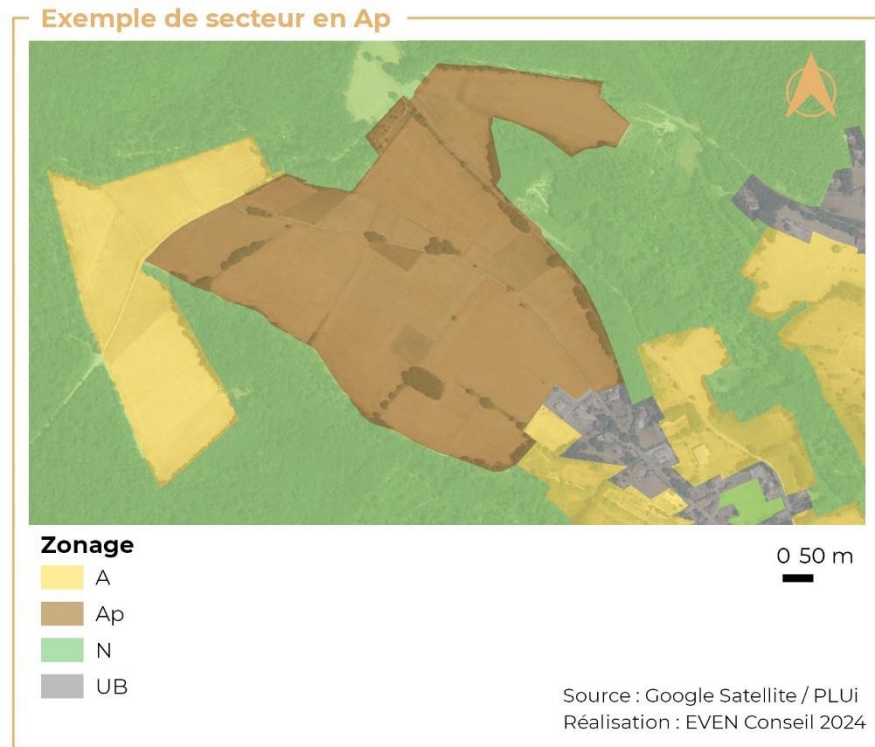 Exemple de secteur en Ap
Zonage
A
Ap
N
UB
0 50 m
Source : Google Satellite / PLUi
Réalisation : EVEN Conseil 2024